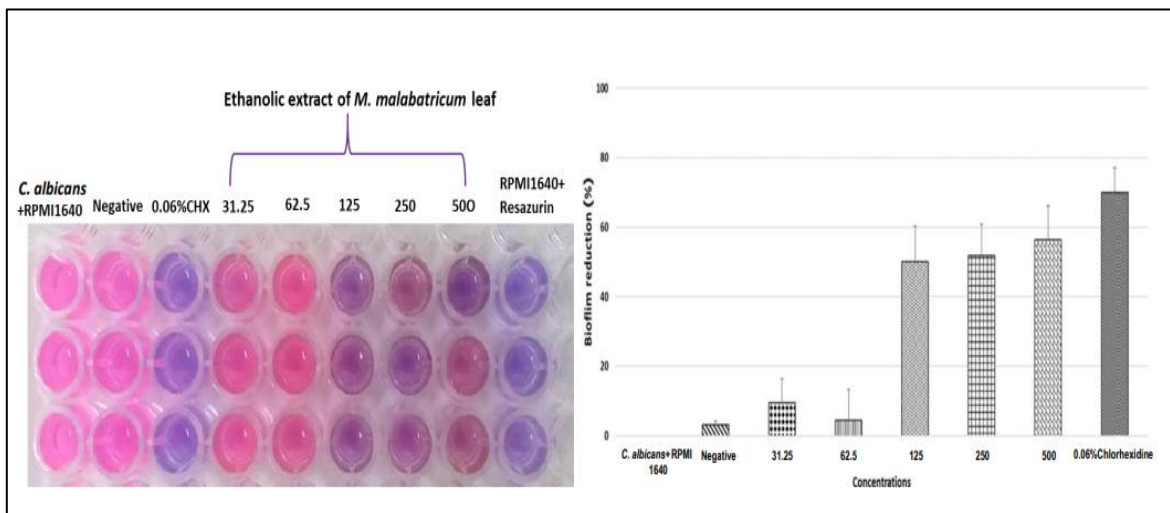 Ethanolic extract of M. malabatricum leaf
C. albicans
+RPMI1640
Negative
0.06%CHX
31.25
62.5
125
250
500
RPMI1640+
Resazurin
Bioflim reduction (%)
100
80
60
40
20
0
C. albicans+RPMI
1640
Negative
31.25
62.5
125
250
500
0.06%Chlorhexidine
Concentrations